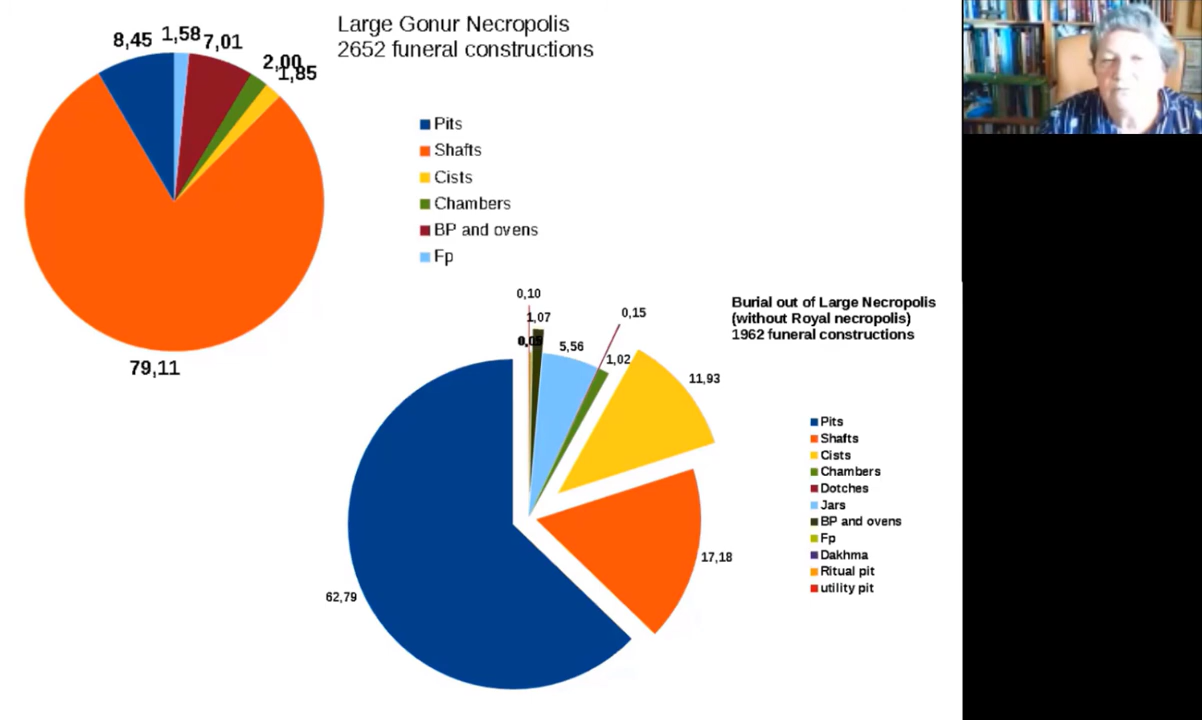 Large Gonur Necropolis
2652 funeral constructions
8,45
1,58
7,01
2,00
1,85
79,11
Pits
Shafts
Cists
Chambers
BP and ovens
Fp
Burial out of Large Necropolis
(without Royal necropolis)
1962 funeral constructions
0,10
1,07
5,56
0,15
1,02
11,93
17,18
62,79
Pits
Shafts
Cists
Chambers
Dotches
Jars
BP and ovens
Fp
Dakhma
Ritual pit
utility pit